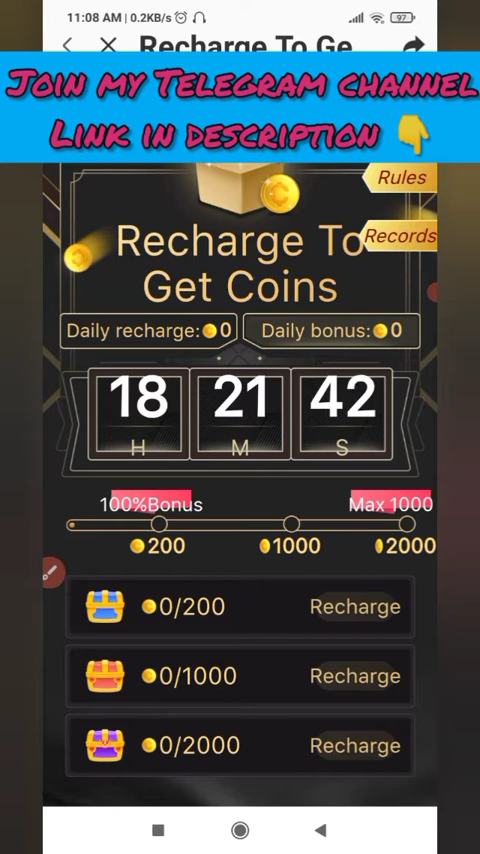 11:08 AM | 0.2KB/s
97
Recharge To Ge
Join my Telegram channel
Link in description 👇
Rules
Records
Recharge To
Get Coins
Daily recharge: 0
Daily bonus: 0
18 21 42
H M S
100%Bonus
Max 1000
200 1000 2000
0/200 Recharge
0/1000 Recharge
0/2000 Recharge